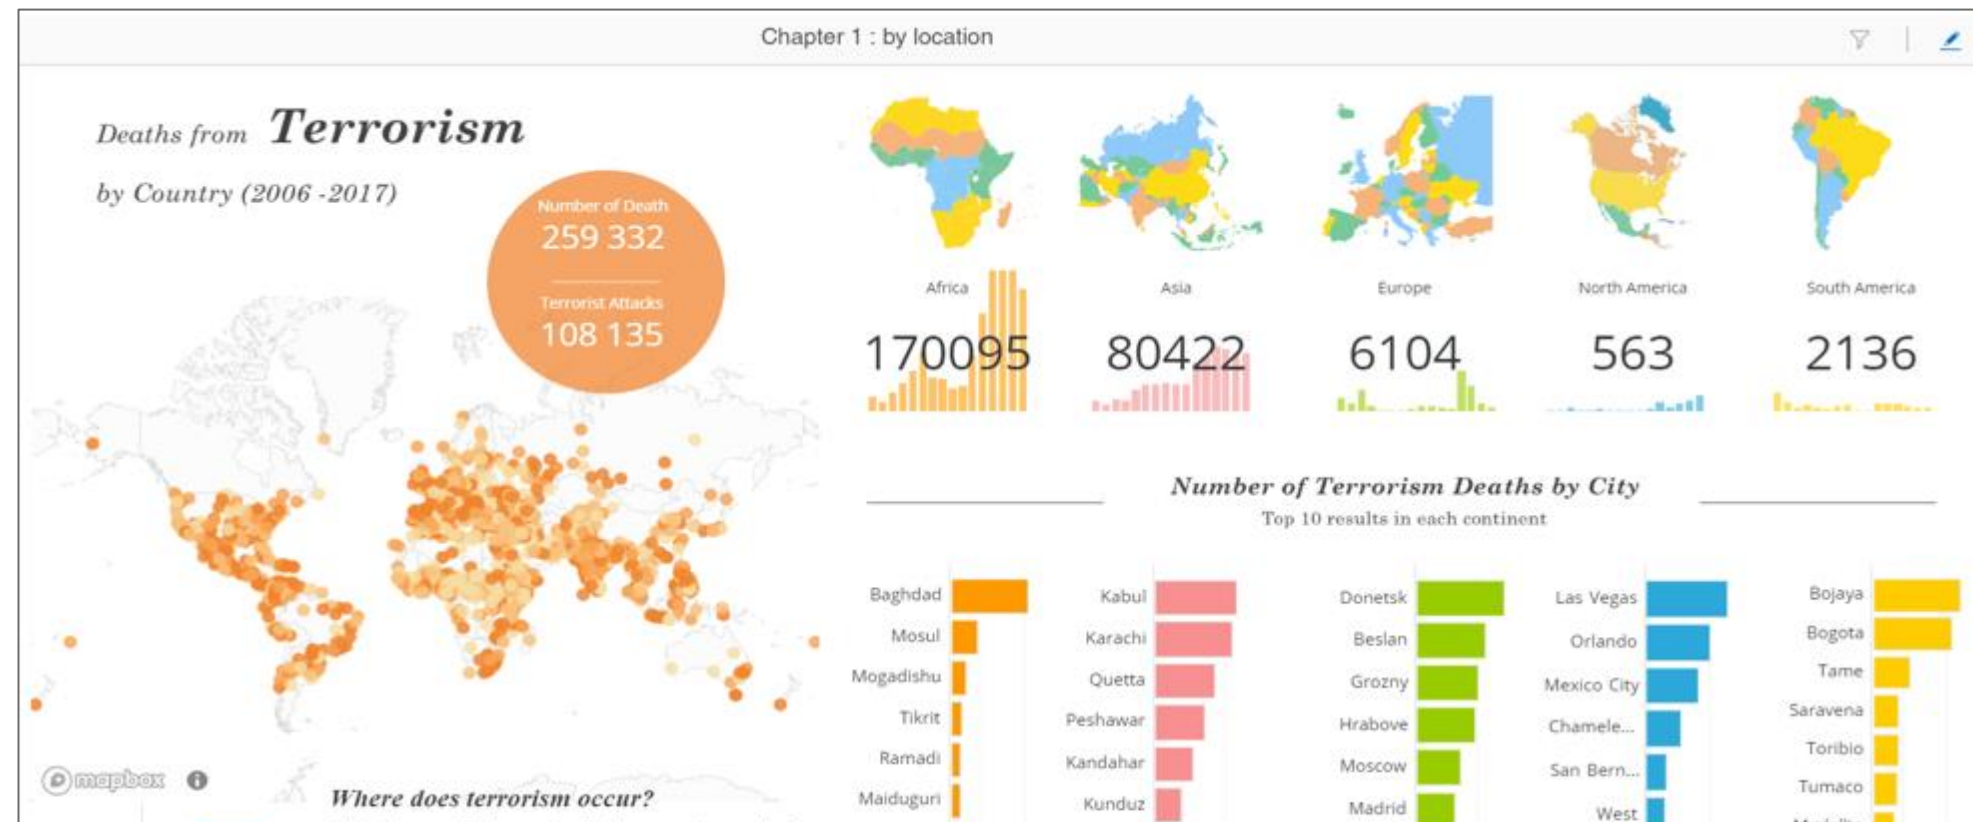 Chapter 1 : by location
Deaths from Terrorism
by Country (2006 -2017)
Number of Death
259 332
Terrorist Attacks
108 135
Africa
Asia
Europe
North America
South America
170095
80422
6104
563
2136
Number of Terrorism Deaths by City
Top 10 results in each continent
Baghdad
Mosul
Mogadishu
Tikrit
Ramadi
Maiduguri
Kabul
Karachi
Quetta
Peshawar
Kandahar
Kunduz
Donetsk
Beslan
Grozny
Hrabove
Moscow
Madrid
Las Vegas
Orlando
Mexico City
Chamele...
San Bern...
West
Bojaya
Bogota
Tame
Saravena
Toribio
Tumaco
mapbox
Where does terrorism occur?